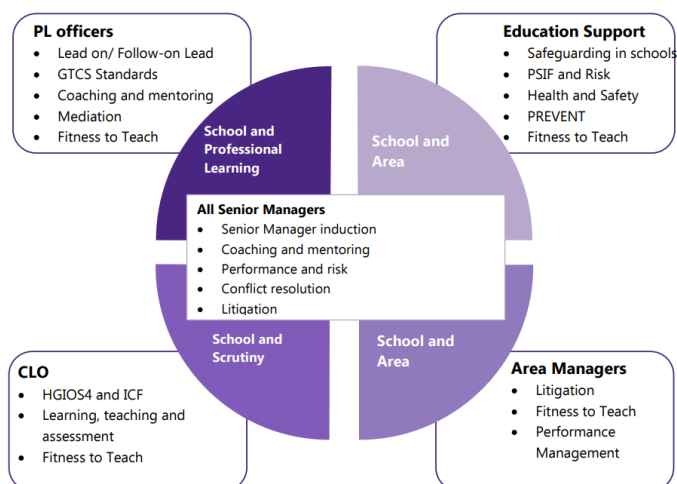 PL officers
• Lead on/ Follow-on Lead
• GTCS Standards
• Coaching and mentoring
• Mediation
• Fitness to Teach
Education Support
• Safeguarding in schools
• PSIF and Risk
• Health and Safety
• PREVENT
• Fitness to Teach
School and
Professional
Learning
School and
Area
All Senior Managers
• Senior Manager induction
• Coaching and mentoring
• Performance and risk
• Conflict resolution
• Litigation
School and
Scrutiny
School and
Area
CLO
• HGIOS4 and ICF
• Learning, teaching and
assessment
• Fitness to Teach
Area Managers
• Litigation
• Fitness to Teach
• Performance
Management